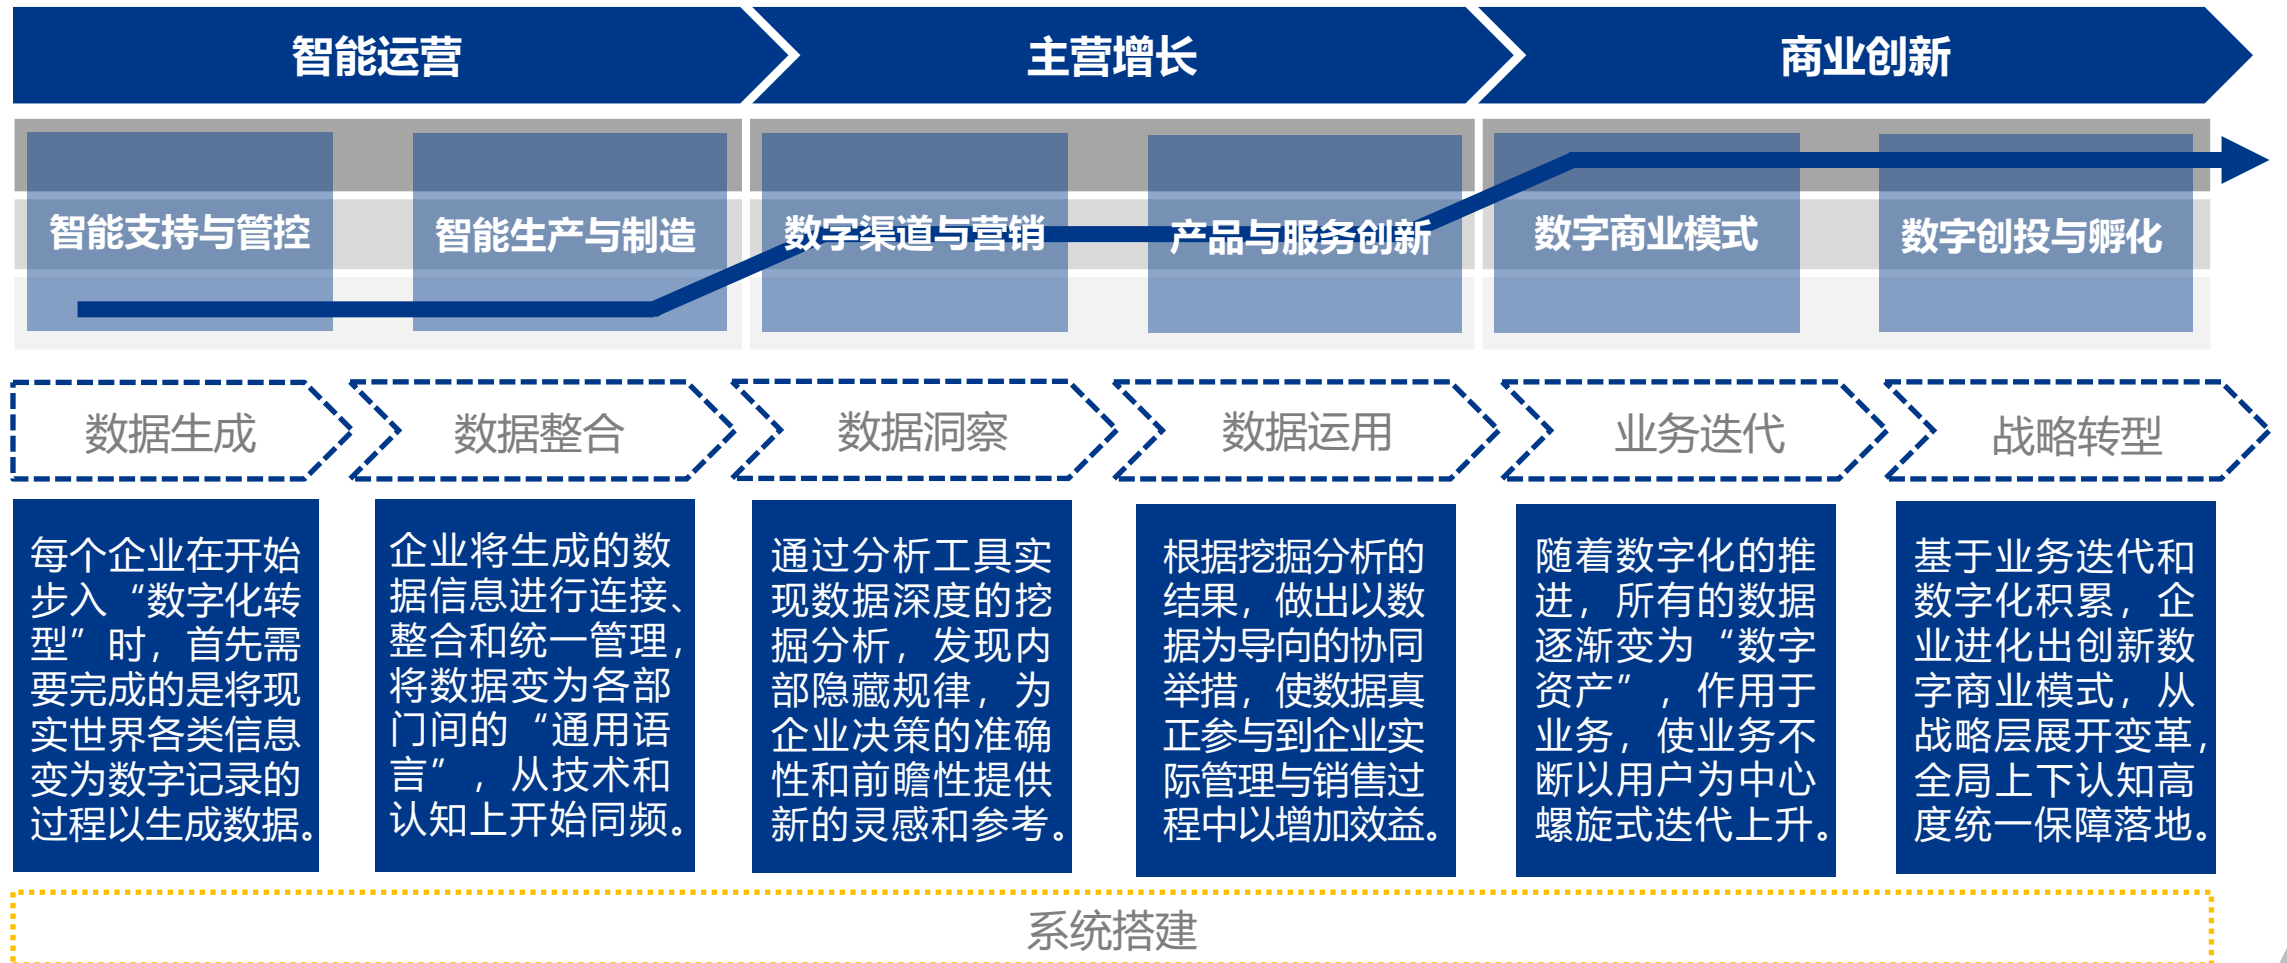 智能运营
主营增长
商业创新
智能支持与管控
智能生产与制造
数字渠道与营销
产品与服务创新
数字商业模式
数字创投与孵化
数据生成
数据整合
数据洞察
数据运用
业务迭代
战略转型
每个企业在开始
步入“数字化转
型”时，首先需
要完成的是将现
实世界各类信息
变为数字记录的
过程以生成数据。
企业将生成的数
据信息进行连接、
整合和统一管理，
将数据变为各部
门间的“通用语
言”，从技术和
认知上开始同频。
通过分析工具实
现数据深度的挖
掘分析，发现内
部隐藏规律，为
企业决策的准确
性和前瞻性提供
新的灵感和参考。
根据挖掘分析的
结果，做出以数
据为导向的协同
举措，使数据真
正参与到企业实
际管理与销售过
程中以增加效益。
随着数字化的推
进，所有的数据
逐渐变为“数字
资产”，作用于
业务，使业务不
断以用户为中心
螺旋式迭代上升。
基于业务迭代和
数字化积累，企
业进化出创新数
字商业模式，从
战略层展开变革，
全局上下认知高
度统一保障落地。
系统搭建